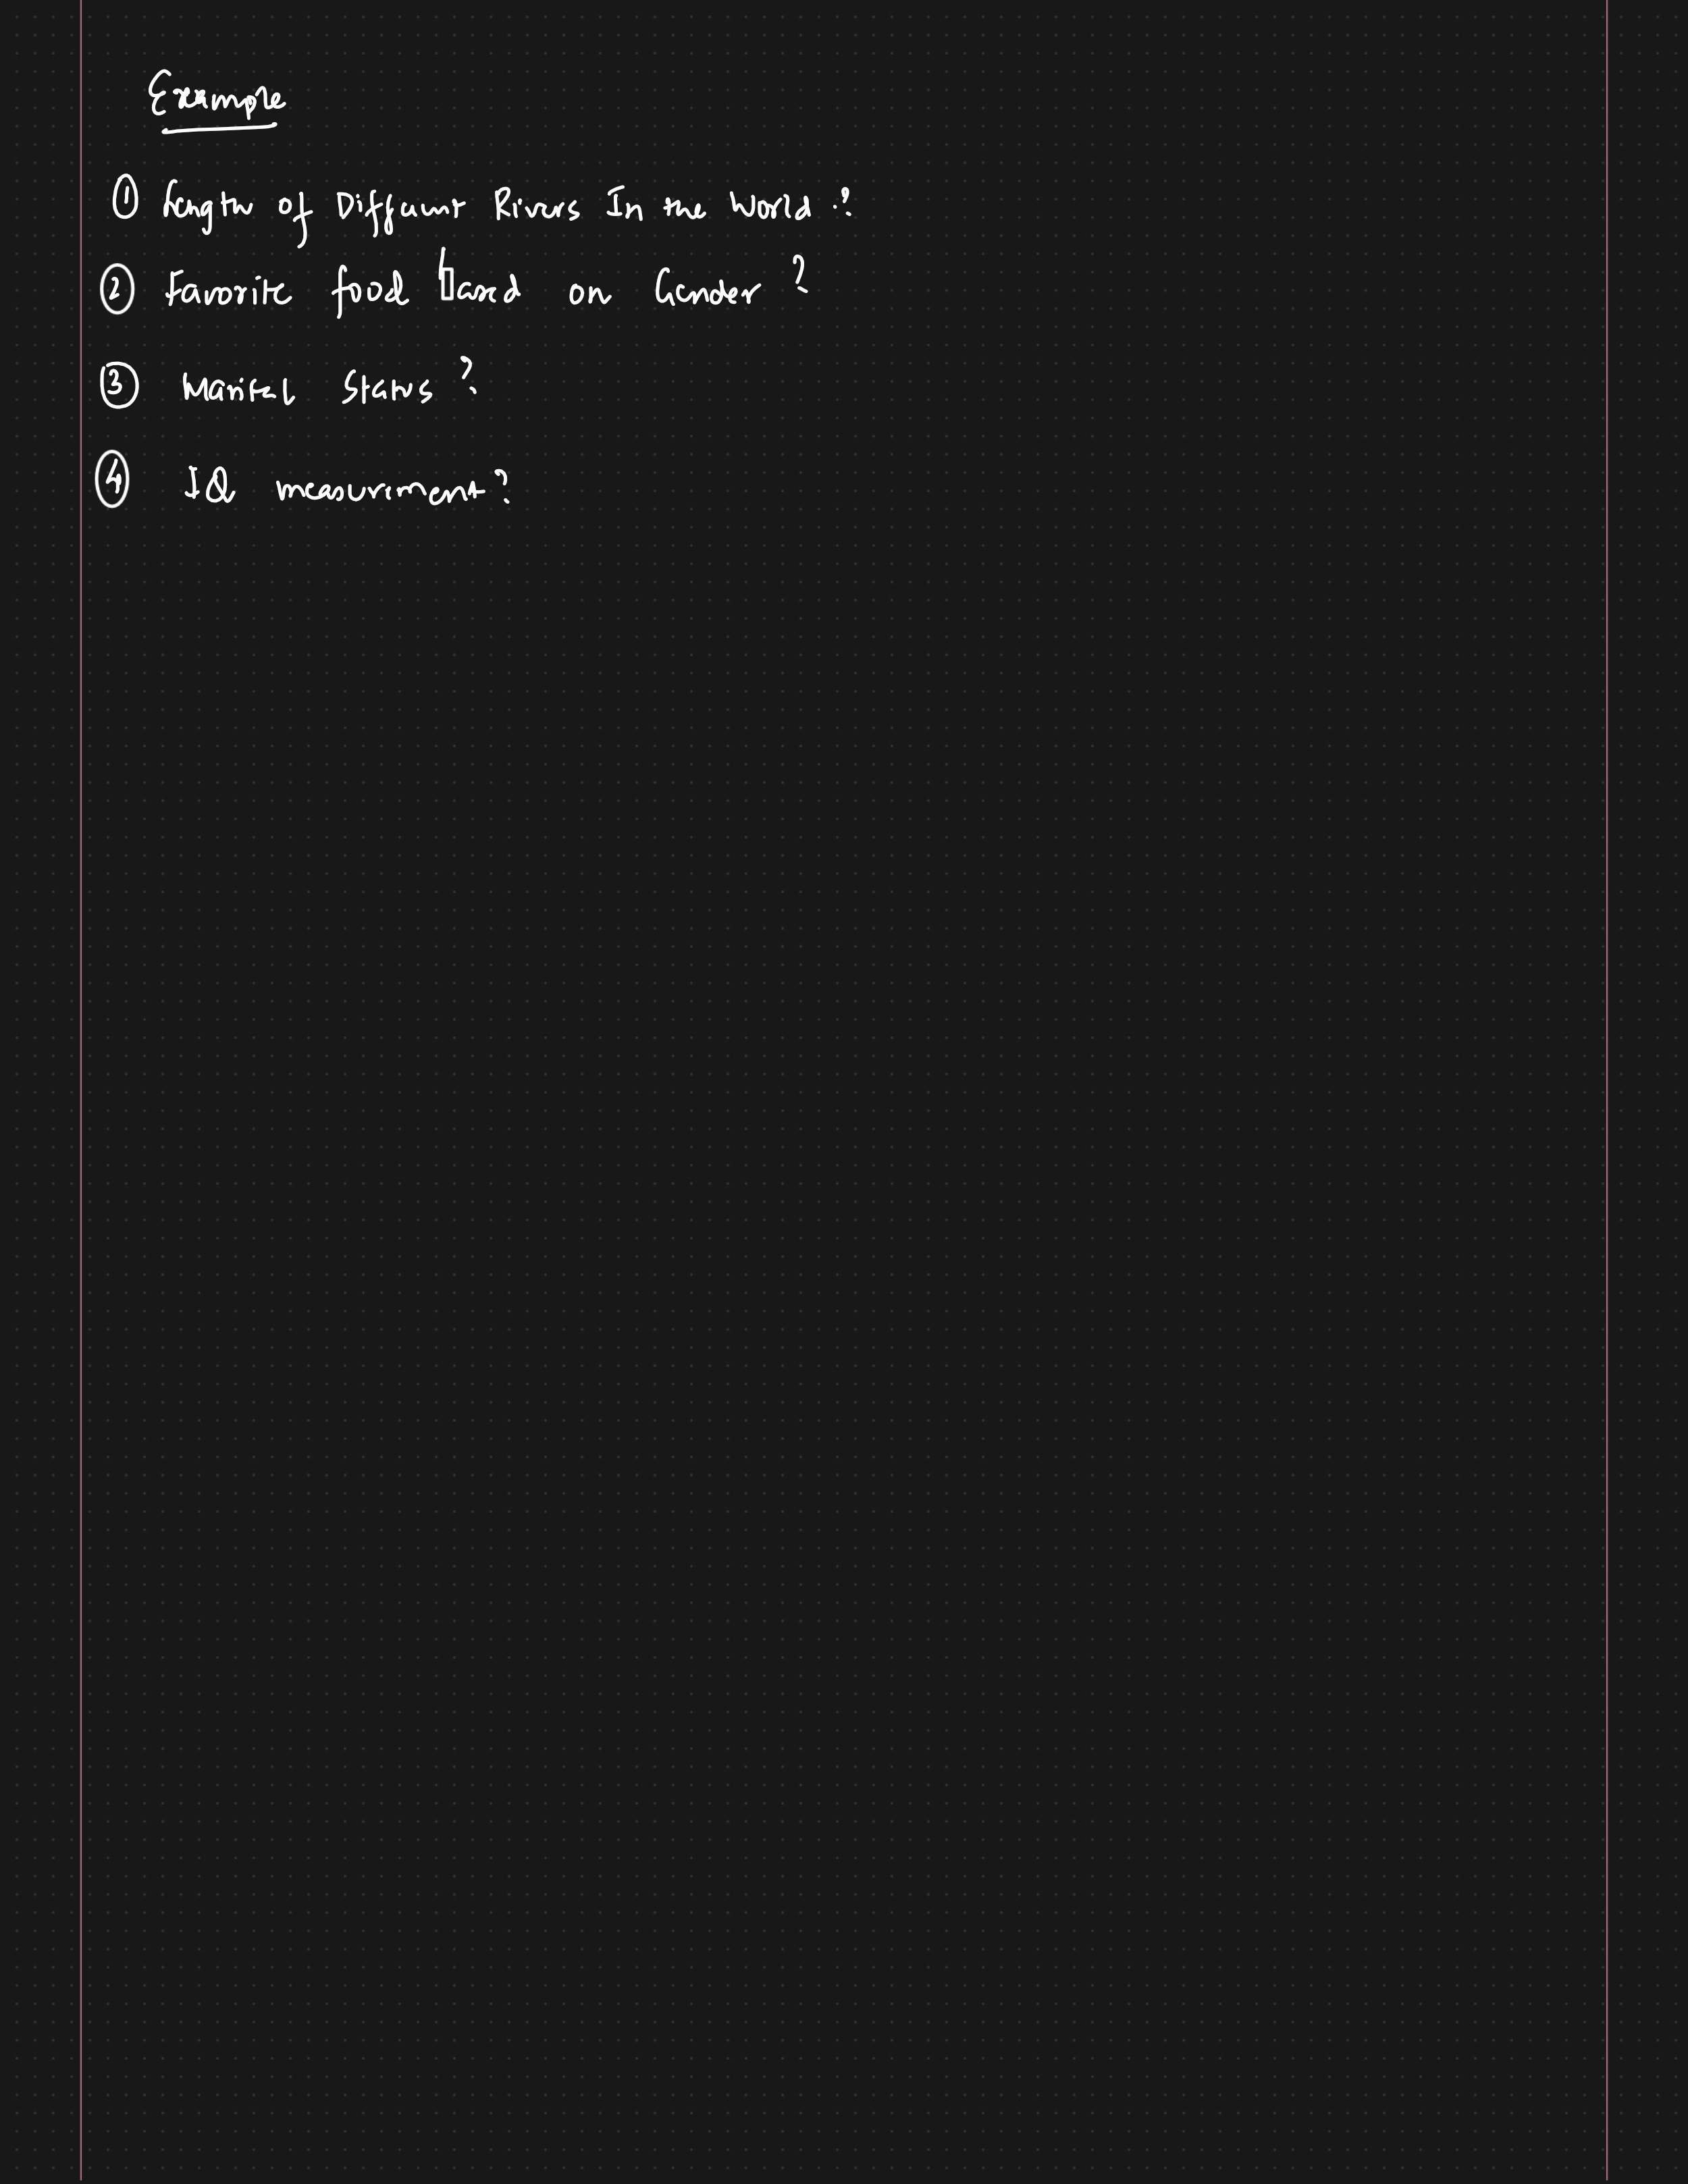 Example
① Length of Different Rivers In the World ?
② Favorite food based on Gender ?
③ Marital Status ?
④ IQ measurement ?